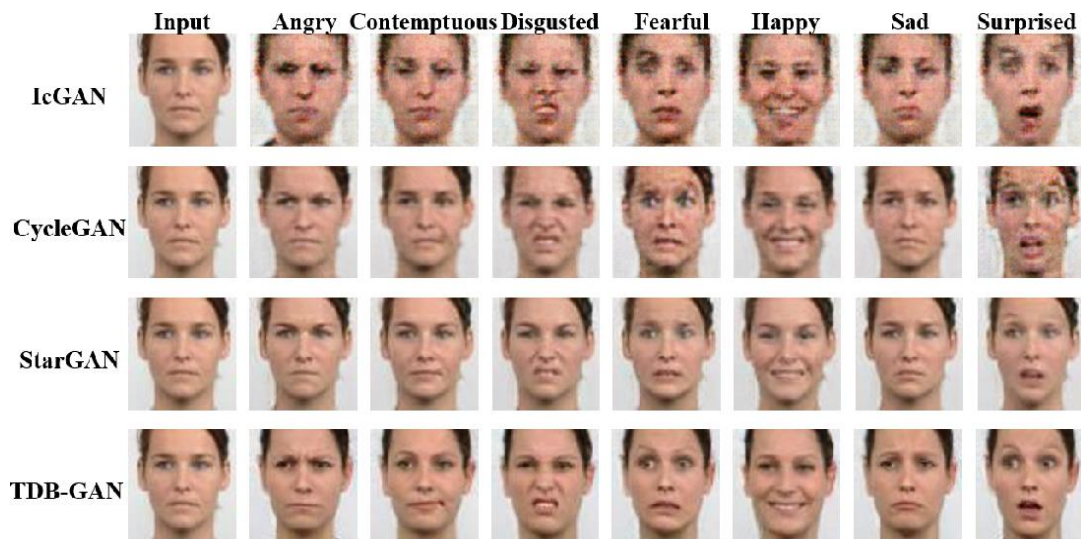 Input Angry Contemptuous Disgusted Fearful Happy Sad Surprised
IcGAN
CycleGAN
StarGAN
TDB-GAN